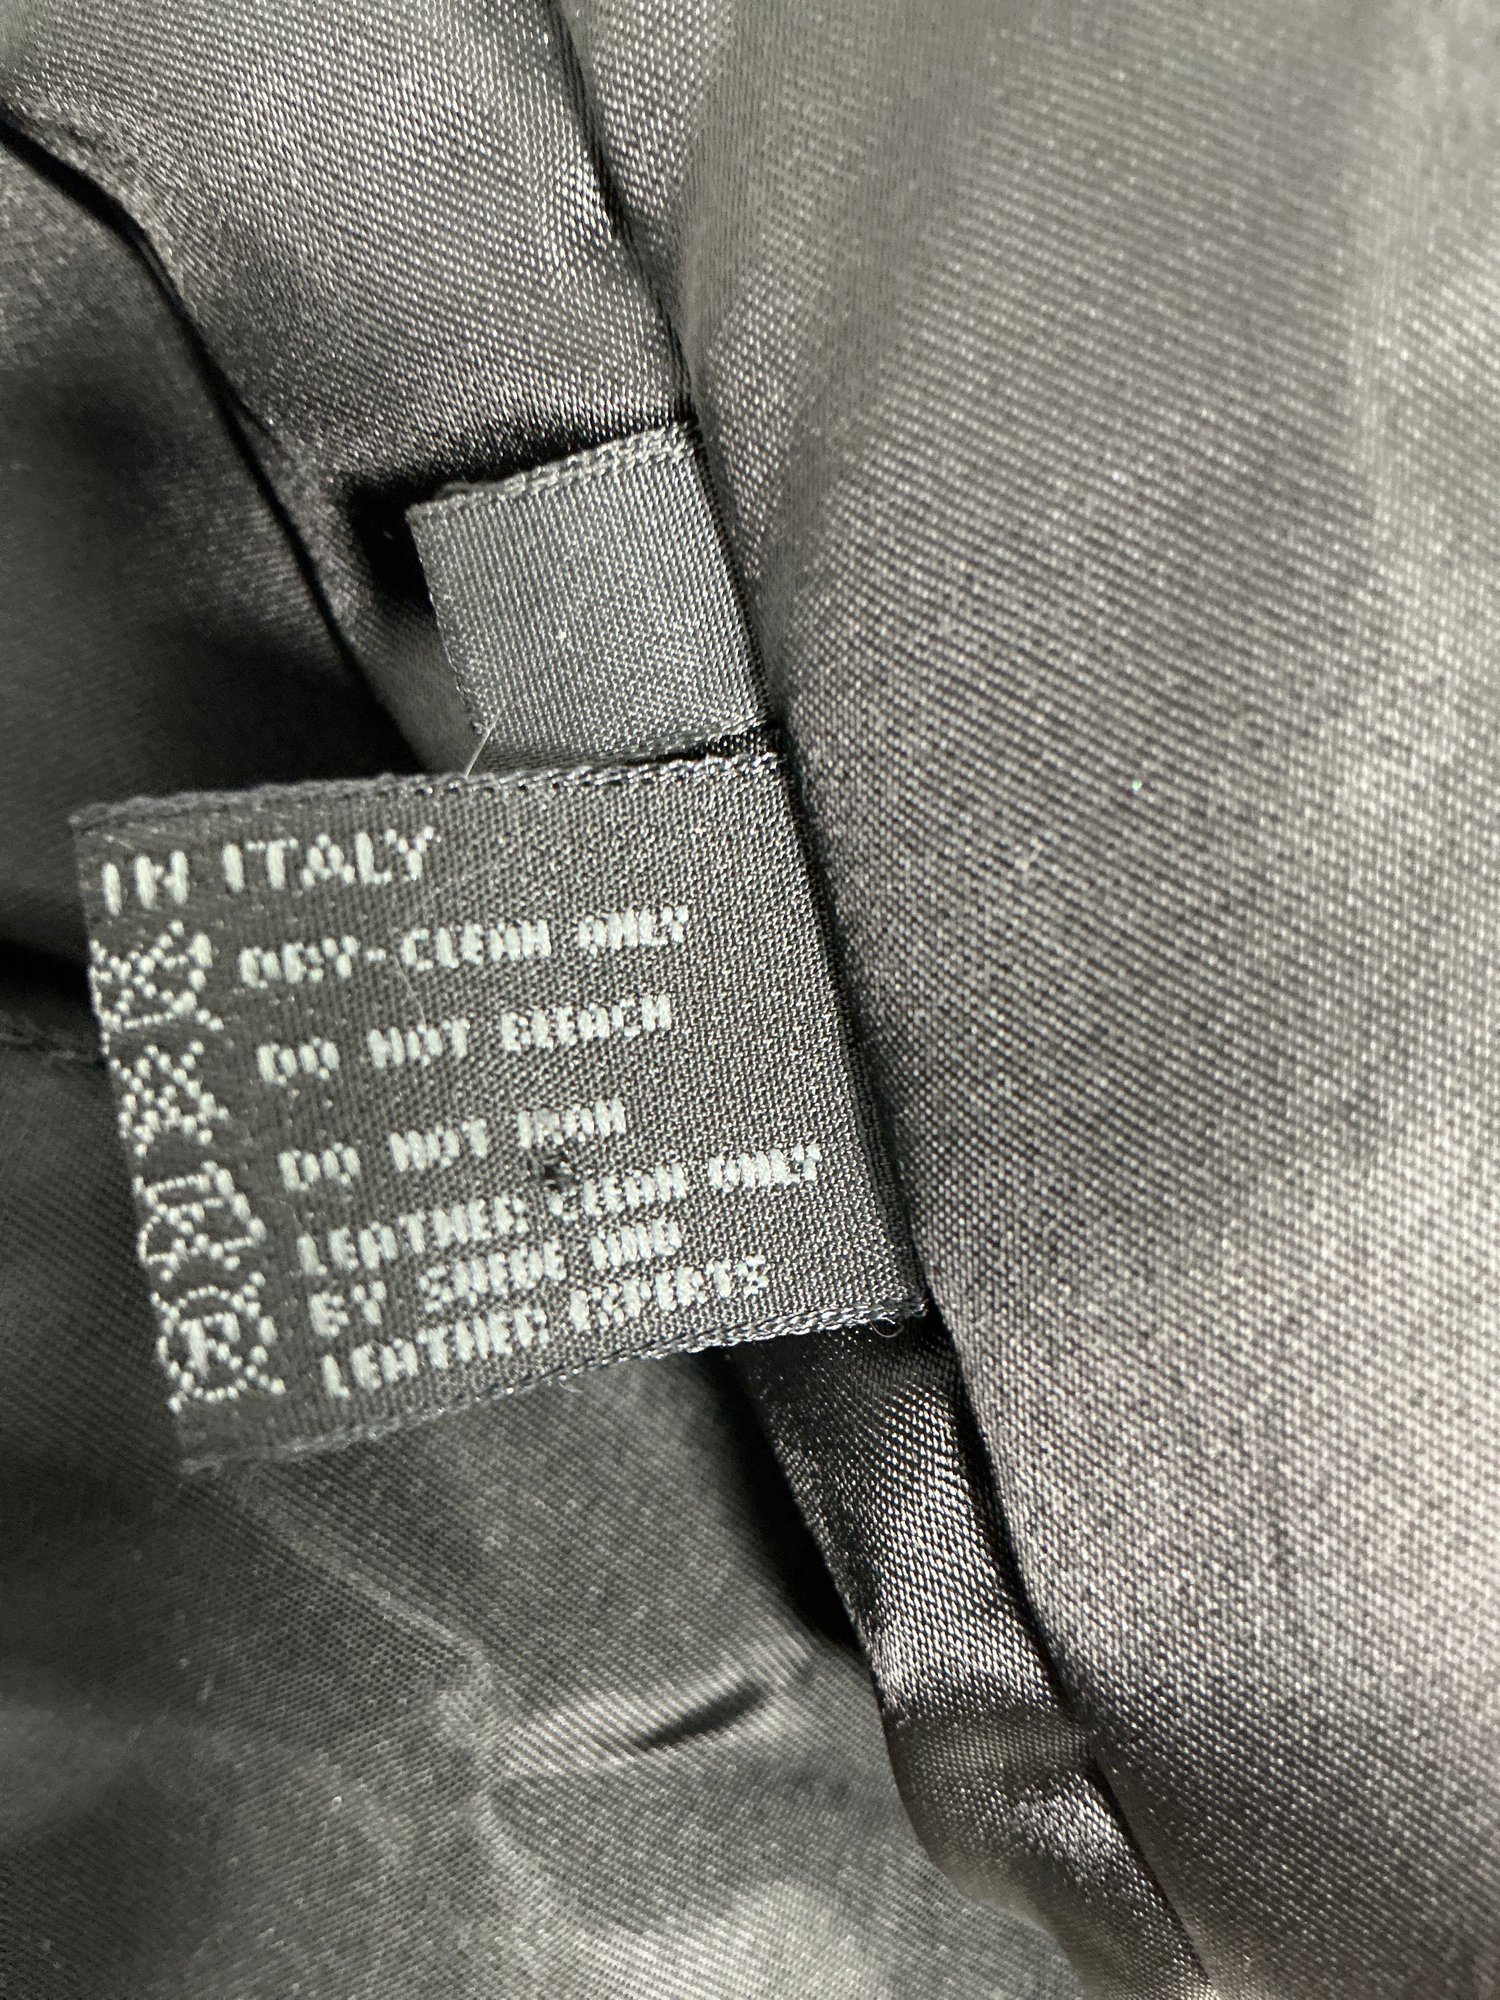 IN ITALY
DRY-CLEAN ONLY
DO NOT BLEACH
DO NOT IRON
LEATHER CLEAN ONLY
BY SUEDE AND
LEATHER EXPERTS
P